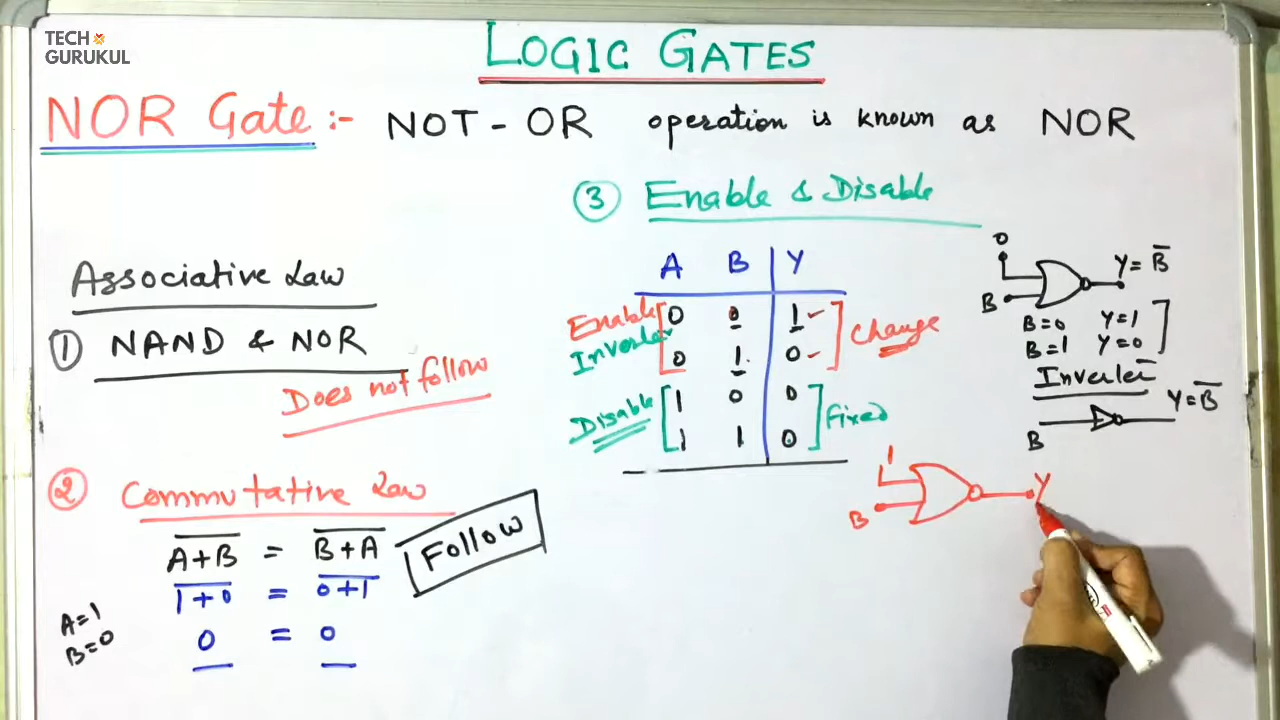 TECH
GURUKUL
LOGIC GATES
NOR Gate :- NOT - OR operation is known as NOR
③ Enable & Disable
Associative Law
① NAND & NOR
Does not follow
② Commutative Law
A+B = B+A
Follow
1+0 = 0+1
A=1
B=0
0 = 0
A B Y
Enable
Inverter
0 0 1
0 1 0
Change
Disable
1 0 0
1 1 0
fixed
0
B
Y = B̅
B=0 Y=1
B=1 Y=0
Inverter
B
Y=B̅
1
B
Y